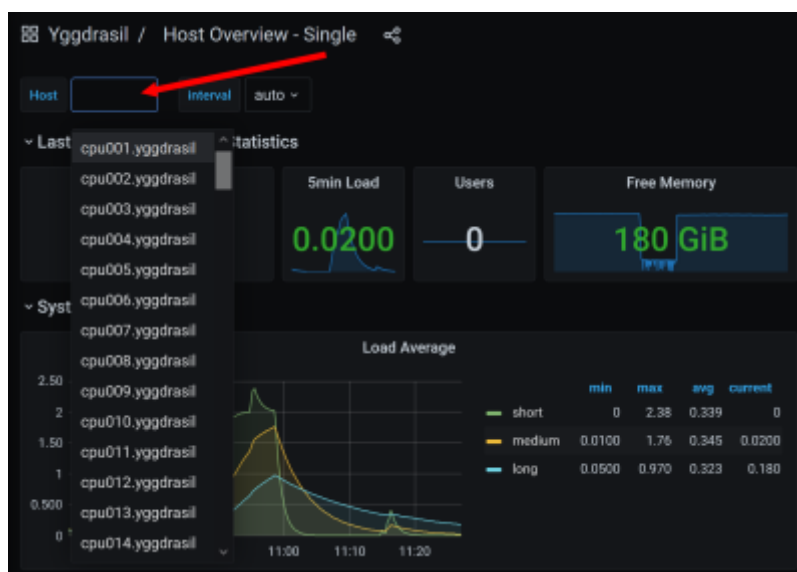 Yggdrasil / Host Overview - Single
Host Interval auto
Last tatistics
cpu001.yggdrasil
cpu002.yggdrasil
cpu003.yggdrasil
cpu004.yggdrasil
cpu005.yggdrasil
cpu006.yggdrasil
cpu007.yggdrasil
cpu008.yggdrasil
cpu009.yggdrasil
cpu010.yggdrasil
cpu011.yggdrasil
cpu012.yggdrasil
cpu013.yggdrasil
cpu014.yggdrasil
5min Load Users Free Memory
0.0200 0 180 GiB
Syst
Load Average
2.50
2
1.50
1
0.500
0
11:00 11:10 11:20
min max avg current
short 0 2.38 0.339 0
medium 0.0100 1.76 0.345 0.0200
long 0.0500 0.970 0.323 0.180